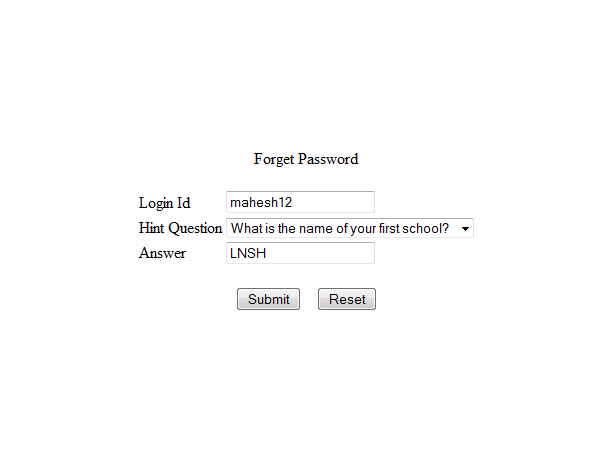 Forget Password
Login Id mahesh12
Hint Question What is the name of your first school?
Answer LNSH
Submit Reset